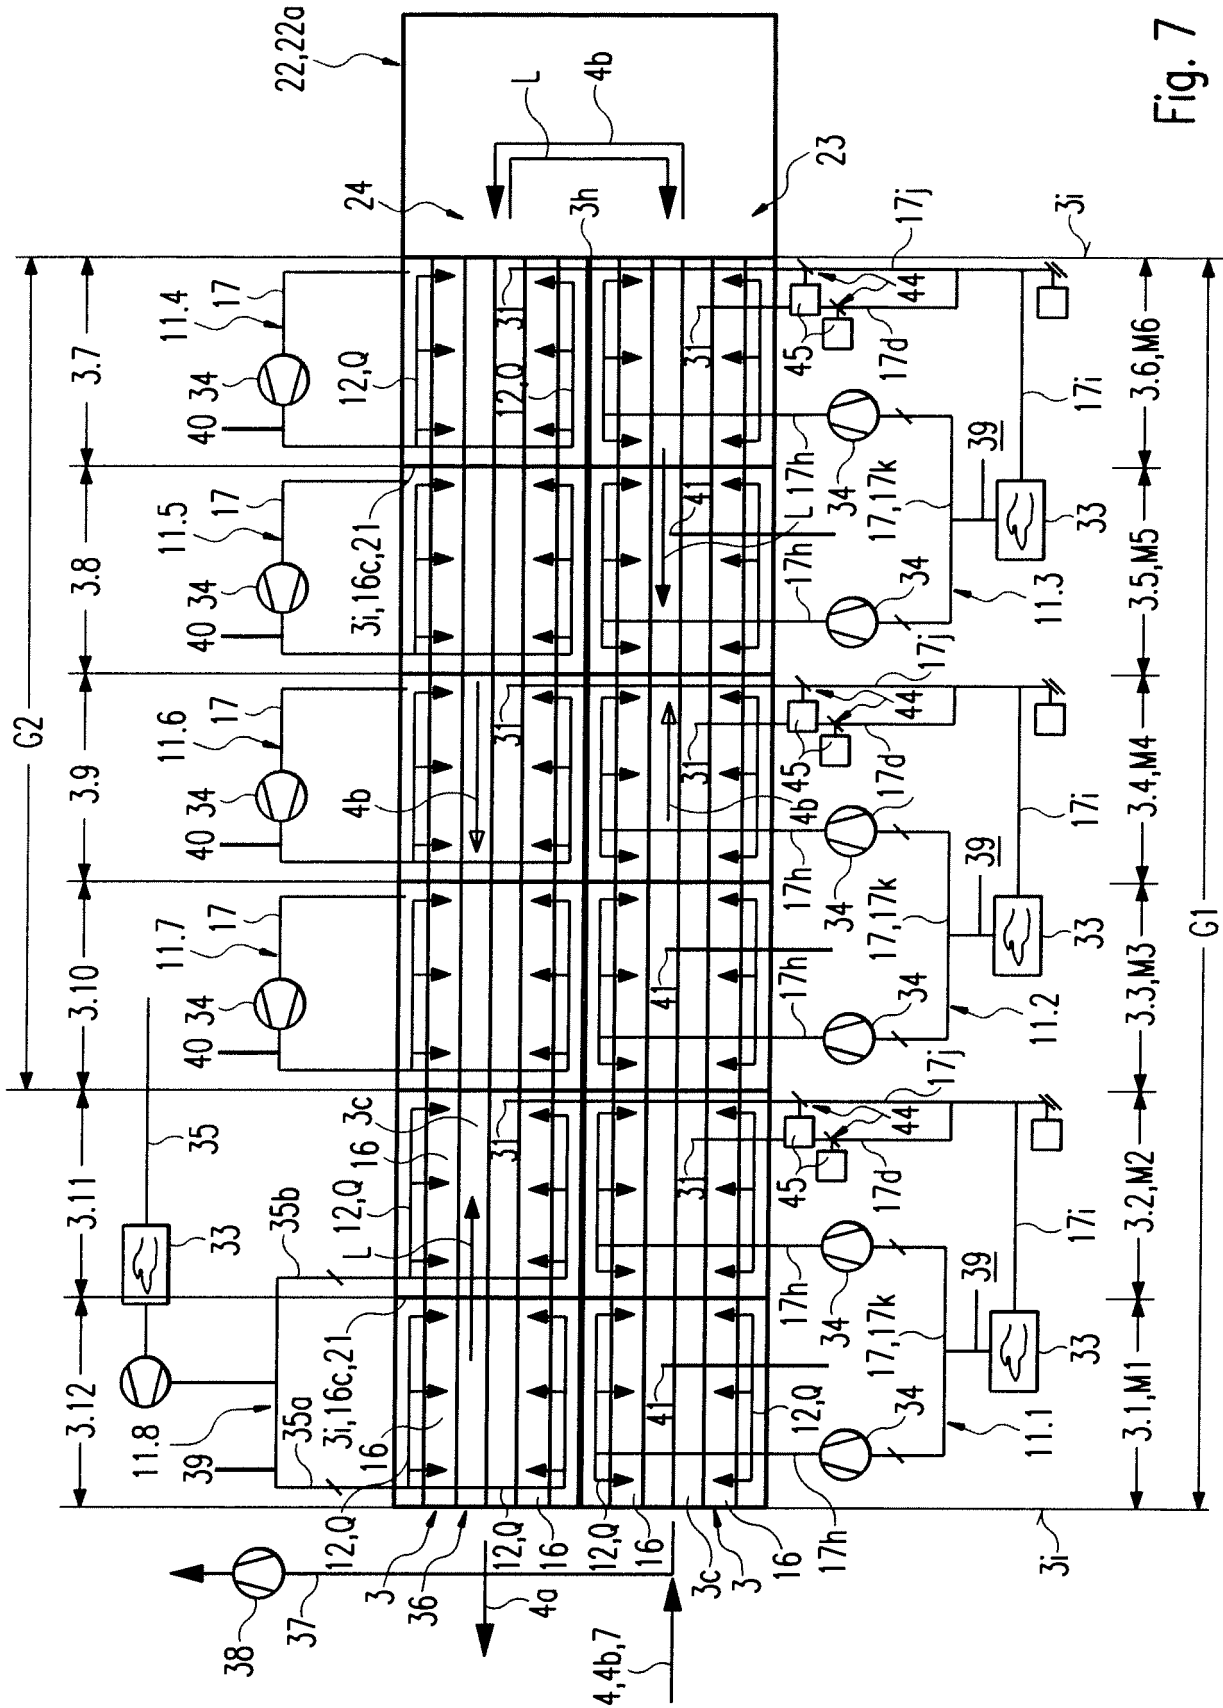 G2
3.12
3.11
3.10
3.9
3.8
3.7
11.8
39
35
33
40
34
11.7
17
40
34
11.6
17
40
34
11.5
17
40
34
11.4
17
22,22a
38
37
35a
35b
3i,16c,21
16
12,Q
L
12,Q
16
3c
4b
3i,16c,21
12,Q
24
L
4b
12,Q
3
36
4a
12,Q
16
31
31
31
12,Q
3h
4,4b,7
12,Q
16
3c
3
16
17h
41
12,Q
31
17h
41
17h
31
4b
17h
41
L
17h
31
23
34
17h
34
45
17d
44
17j
34
34
45
17d
44
17j
34
34
45
17d
44
17j
11.1
17,17k
39
33
17i
11.2
17,17k
39
33
17i
11.3
17,17k
39
33
17i
3i
3i
3.1,M1
3.2,M2
3.3,M3
3.4,M4
3.5,M5
3.6,M6
G1
Fig. 7